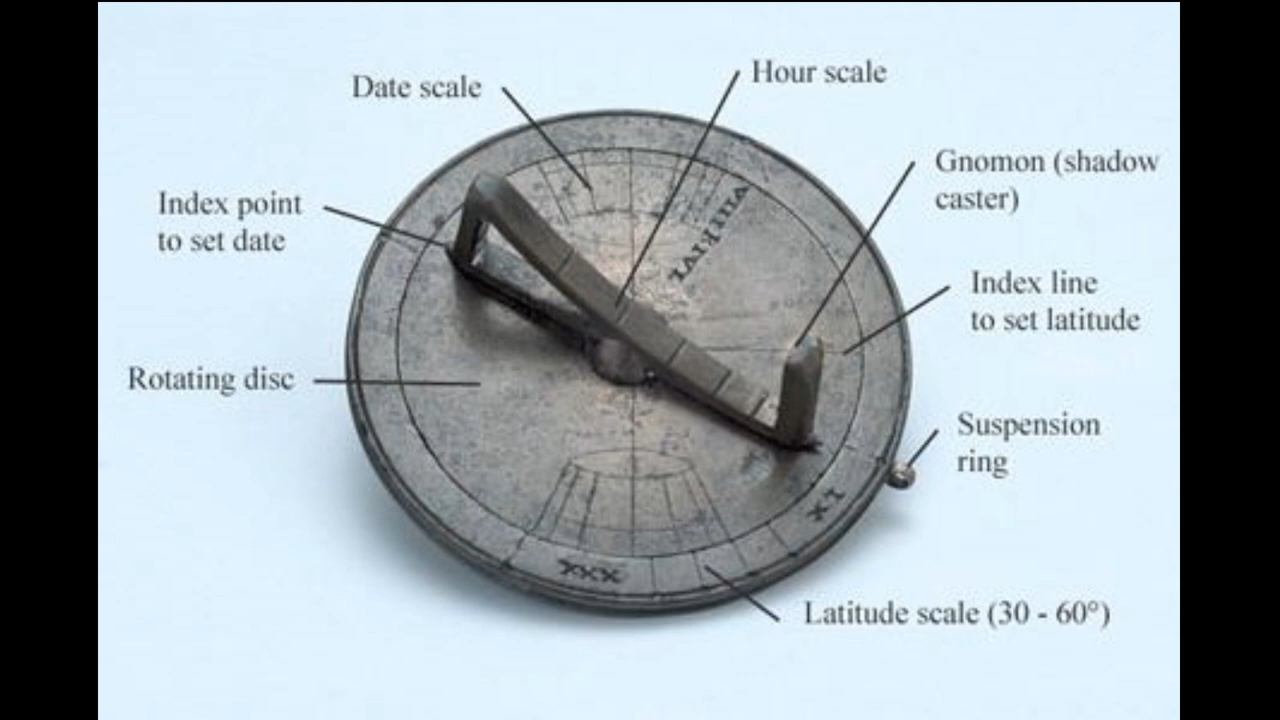 Date scale
Hour scale
Gnomon (shadow
caster)
Index point
to set date
Index line
to set latitude
Rotating disc
Suspension
ring
LX
XXX
Latitude scale (30 - 60°)